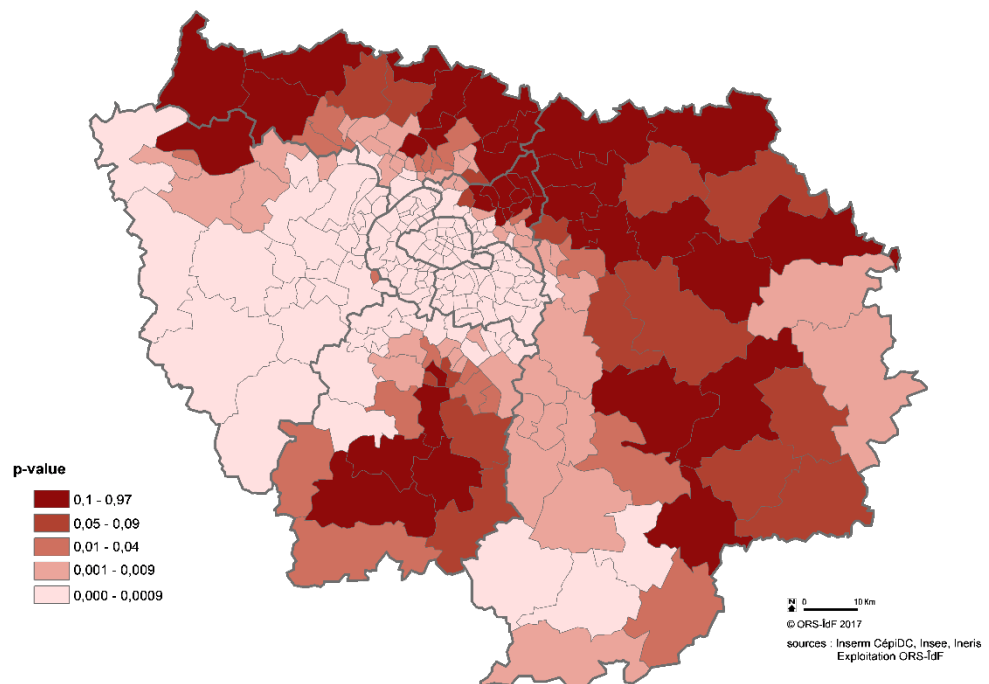 p-value
0,1 - 0,97
0,05 - 0,09
0,01 - 0,04
0,001 - 0,009
0,000 - 0,0009
N
0 10 Km
© ORS-ÎdF 2017
sources : Inserm CépiDC, Insee, Ineris
Exploitation ORS-ÎdF